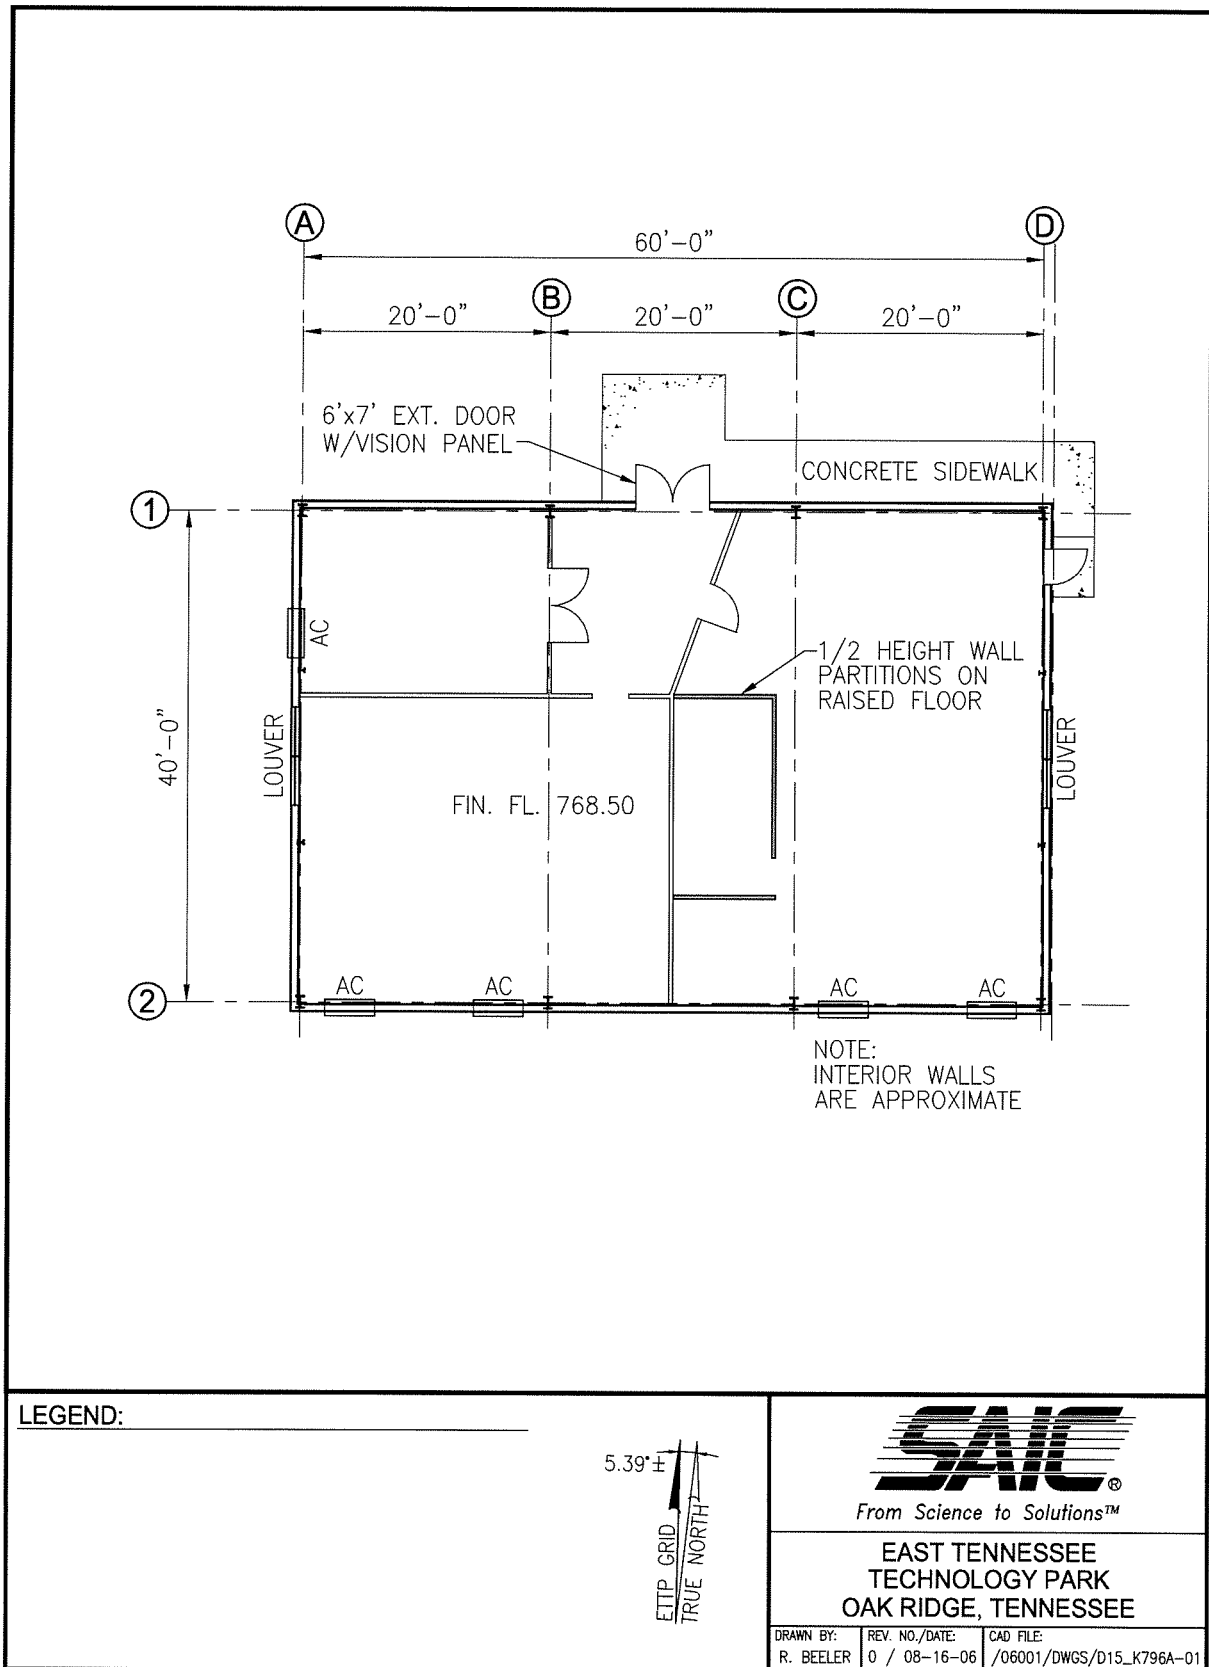 A
D
60'-0"
B
C
20'-0"
20'-0"
20'-0"
6'x7' EXT. DOOR
W/VISION PANEL
CONCRETE SIDEWALK
1
AC
1/2 HEIGHT WALL
PARTITIONS ON
RAISED FLOOR
40'-0"
LOUVER
LOUVER
FIN. FL. 768.50
AC
AC
AC
AC
2
NOTE:
INTERIOR WALLS
ARE APPROXIMATE
LEGEND:
5.39°±
ETTP GRID
TRUE NORTH
SAIC®
From Science to Solutions™
EAST TENNESSEE
TECHNOLOGY PARK
OAK RIDGE, TENNESSEE
DRAWN BY:
R. BEELER
REV. NO./DATE:
0 / 08-16-06
CAD FILE:
/06001/DWGS/D15_K796A-01